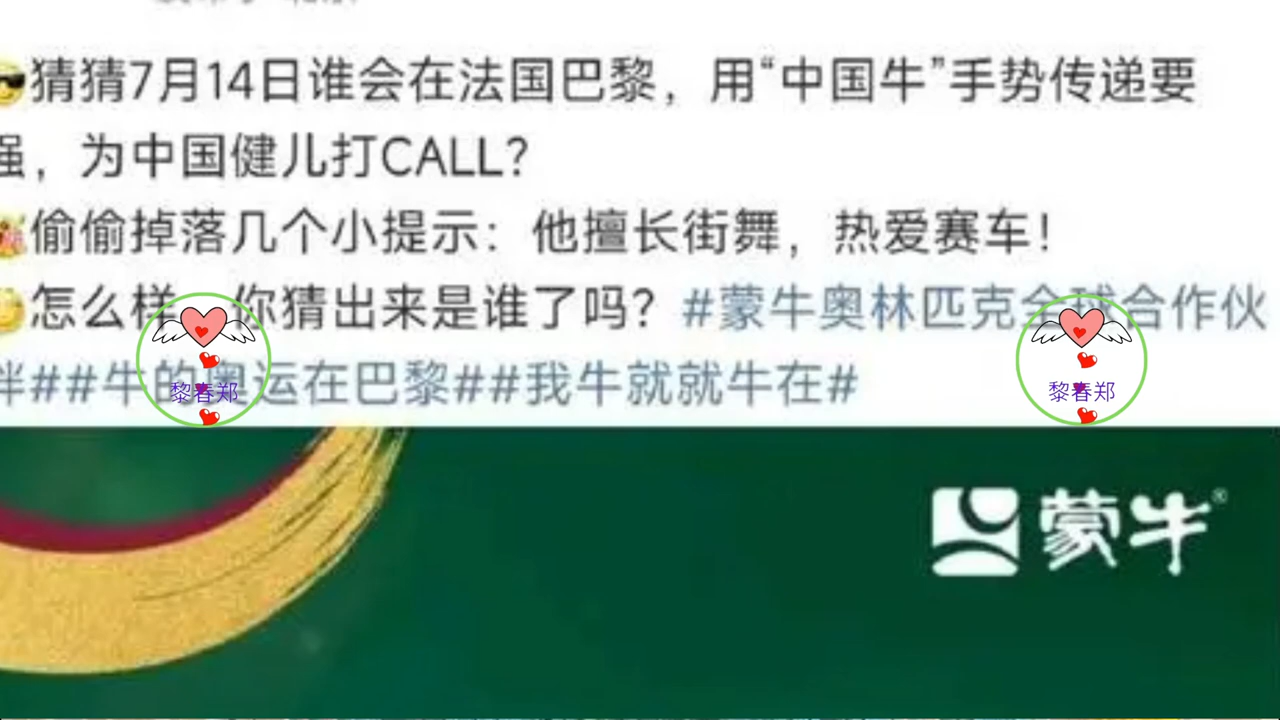 猜猜7月14日谁会在法国巴黎，用“中国牛”手势传递要
强，为中国健儿打CALL？
偷偷掉落几个小提示：他擅长街舞，热爱赛车！
怎么样，你猜出来是谁了吗？#蒙牛奥林匹克全球合作伙
伴##牛的奥运在巴黎##我牛就就牛在#
黎春郑
黎春郑
蒙牛®